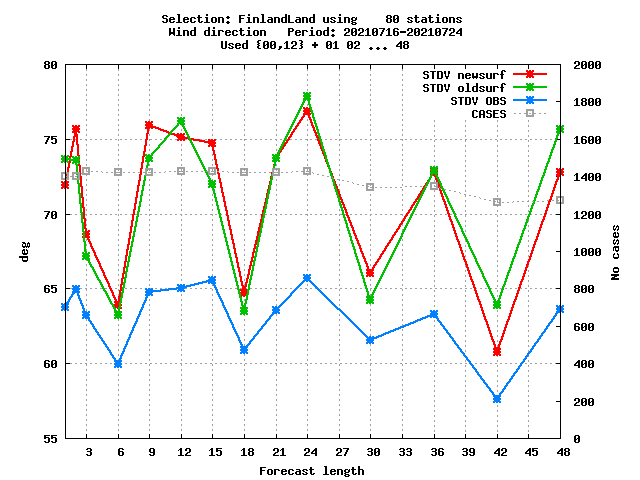 Selection: FinlandLand using    80 stations
Wind direction   Period: 20210716-20210724
Used {00,12} + 01 02 ... 48
STDV newsurf
STDV oldsurf
STDV OBS
CASES
80
75
70
65
60
55
deg
2000
1800
1600
1400
1200
1000
800
600
400
200
0
No cases
3 6 9 12 15 18 21 24 27 30 33 36 39 42 45 48
Forecast length